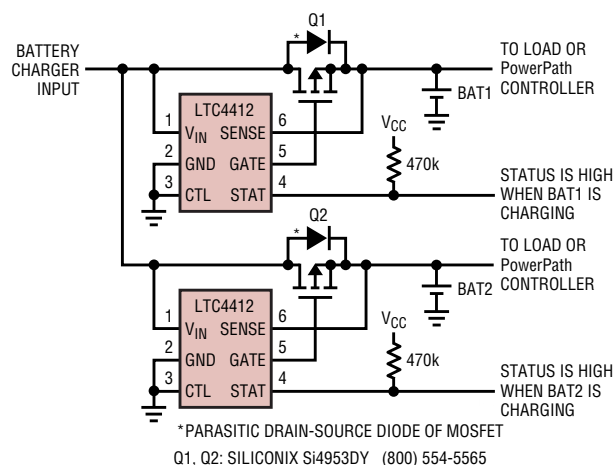 Q1
*
BATTERY
CHARGER
INPUT
TO LOAD OR
PowerPath
CONTROLLER
BAT1
LTC4412
1
VIN SENSE
6
2
GND GATE
5
3
CTL STAT
4
VCC
470k
STATUS IS HIGH
WHEN BAT1 IS
CHARGING
Q2
*
TO LOAD OR
PowerPath
CONTROLLER
BAT2
LTC4412
1
VIN SENSE
6
2
GND GATE
5
3
CTL STAT
4
VCC
470k
STATUS IS HIGH
WHEN BAT2 IS
CHARGING
*PARASITIC DRAIN-SOURCE DIODE OF MOSFET
Q1, Q2: SILICONIX Si4953DY (800) 554-5565